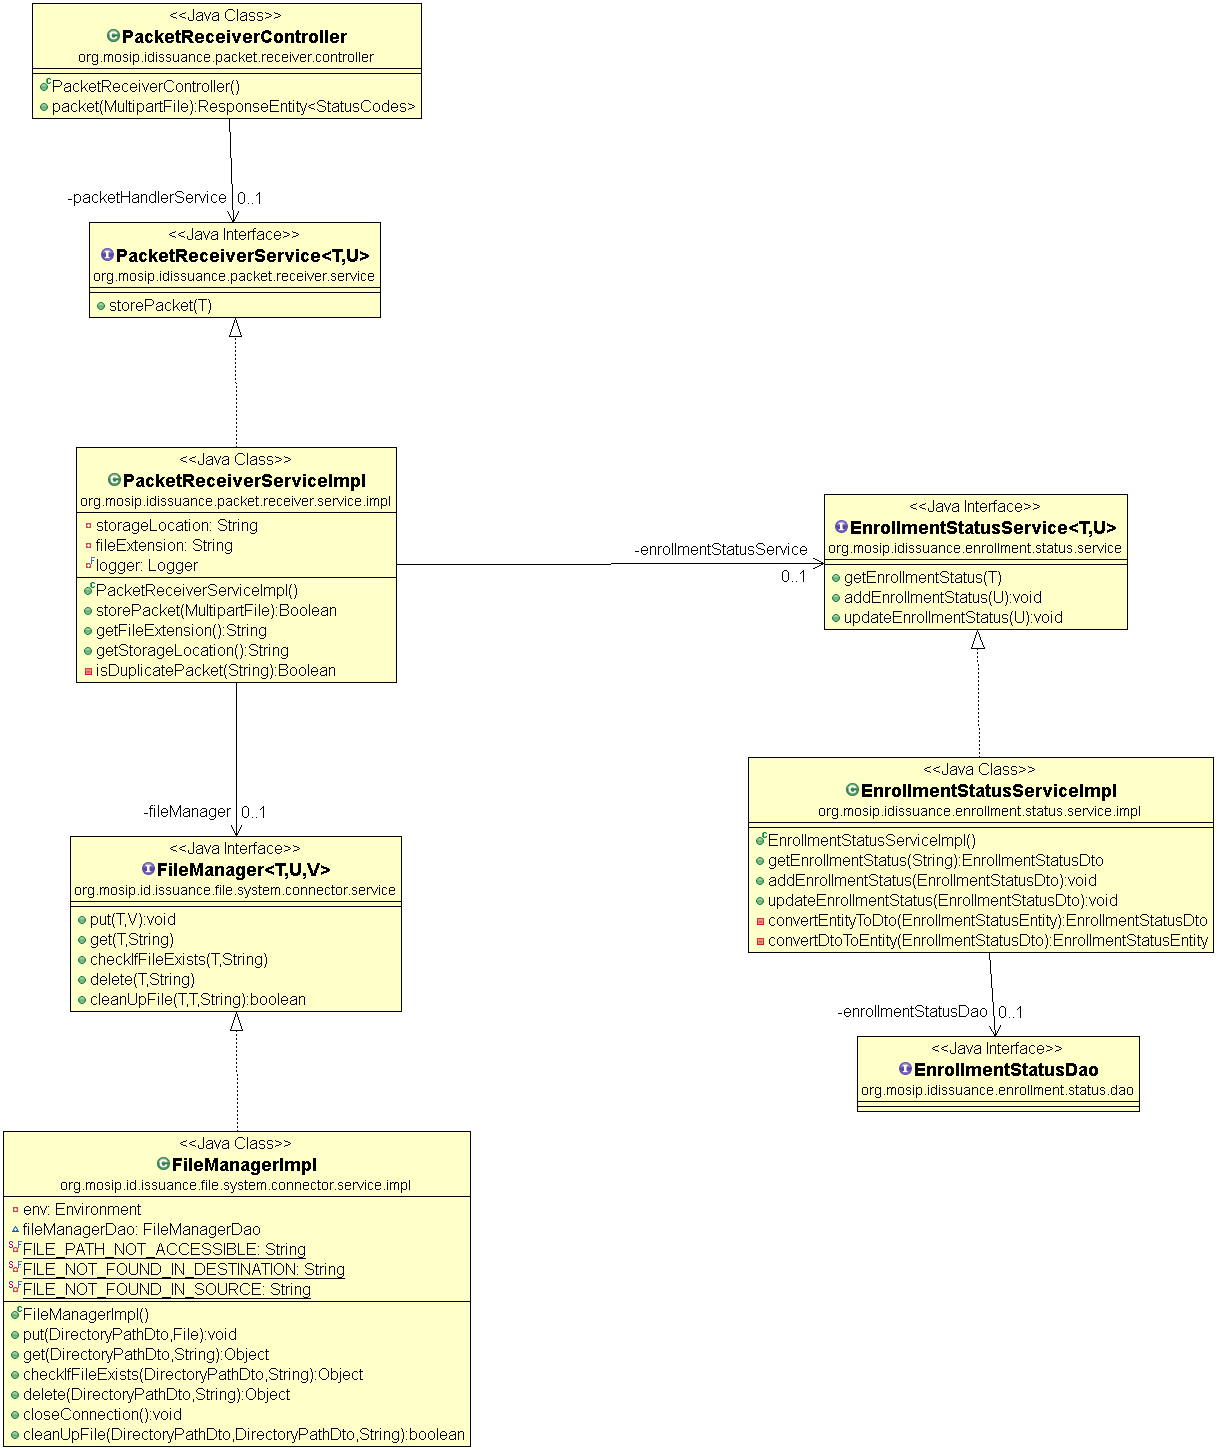 <<Java Class>>
PacketReceiverController
org.mosip.idissuance.packet.receiver.controller
PacketReceiverController()
packet(MultipartFile):ResponseEntity<StatusCodes>
-packetHandlerService 0..1
<<Java Interface>>
PacketReceiverService<T,U>
org.mosip.idissuance.packet.receiver.service
storePacket(T)
<<Java Class>>
PacketReceiverServiceImpl
org.mosip.idissuance.packet.receiver.service.impl
storageLocation: String
fileExtension: String
logger: Logger
PacketReceiverServiceImpl()
storePacket(MultipartFile):Boolean
getFileExtension():String
getStorageLocation():String
isDuplicatePacket(String):Boolean
-enrollmentStatusService
0..1
<<Java Interface>>
EnrollmentStatusService<T,U>
org.mosip.idissuance.enrollment.status.service
getEnrollmentStatus(T)
addEnrollmentStatus(U):void
updateEnrollmentStatus(U):void
<<Java Class>>
EnrollmentStatusServiceImpl
org.mosip.idissuance.enrollment.status.service.impl
EnrollmentStatusServiceImpl()
getEnrollmentStatus(String):EnrollmentStatusDto
addEnrollmentStatus(EnrollmentStatusDto):void
updateEnrollmentStatus(EnrollmentStatusDto):void
convertEntityToDto(EnrollmentStatusEntity):EnrollmentStatusDto
convertDtoToEntity(EnrollmentStatusDto):EnrollmentStatusEntity
-enrollmentStatusDao 0..1
<<Java Interface>>
EnrollmentStatusDao
org.mosip.idissuance.enrollment.status.dao
-fileManager 0..1
<<Java Interface>>
FileManager<T,U,V>
org.mosip.id.issuance.file.system.connector.service
put(T,V):void
get(T,String)
checkIfFileExists(T,String)
delete(T,String)
cleanUpFile(T,T,String):boolean
<<Java Class>>
FileManagerImpl
org.mosip.id.issuance.file.system.connector.service.impl
env: Environment
fileManagerDao: FileManagerDao
FILE_PATH_NOT_ACCESSIBLE: String
FILE_NOT_FOUND_IN_DESTINATION: String
FILE_NOT_FOUND_IN_SOURCE: String
FileManagerImpl()
put(DirectoryPathDto,File):void
get(DirectoryPathDto,String):Object
checkIfFileExists(DirectoryPathDto,String):Object
delete(DirectoryPathDto,String):Object
closeConnection():void
cleanUpFile(DirectoryPathDto,DirectoryPathDto,String):boolean